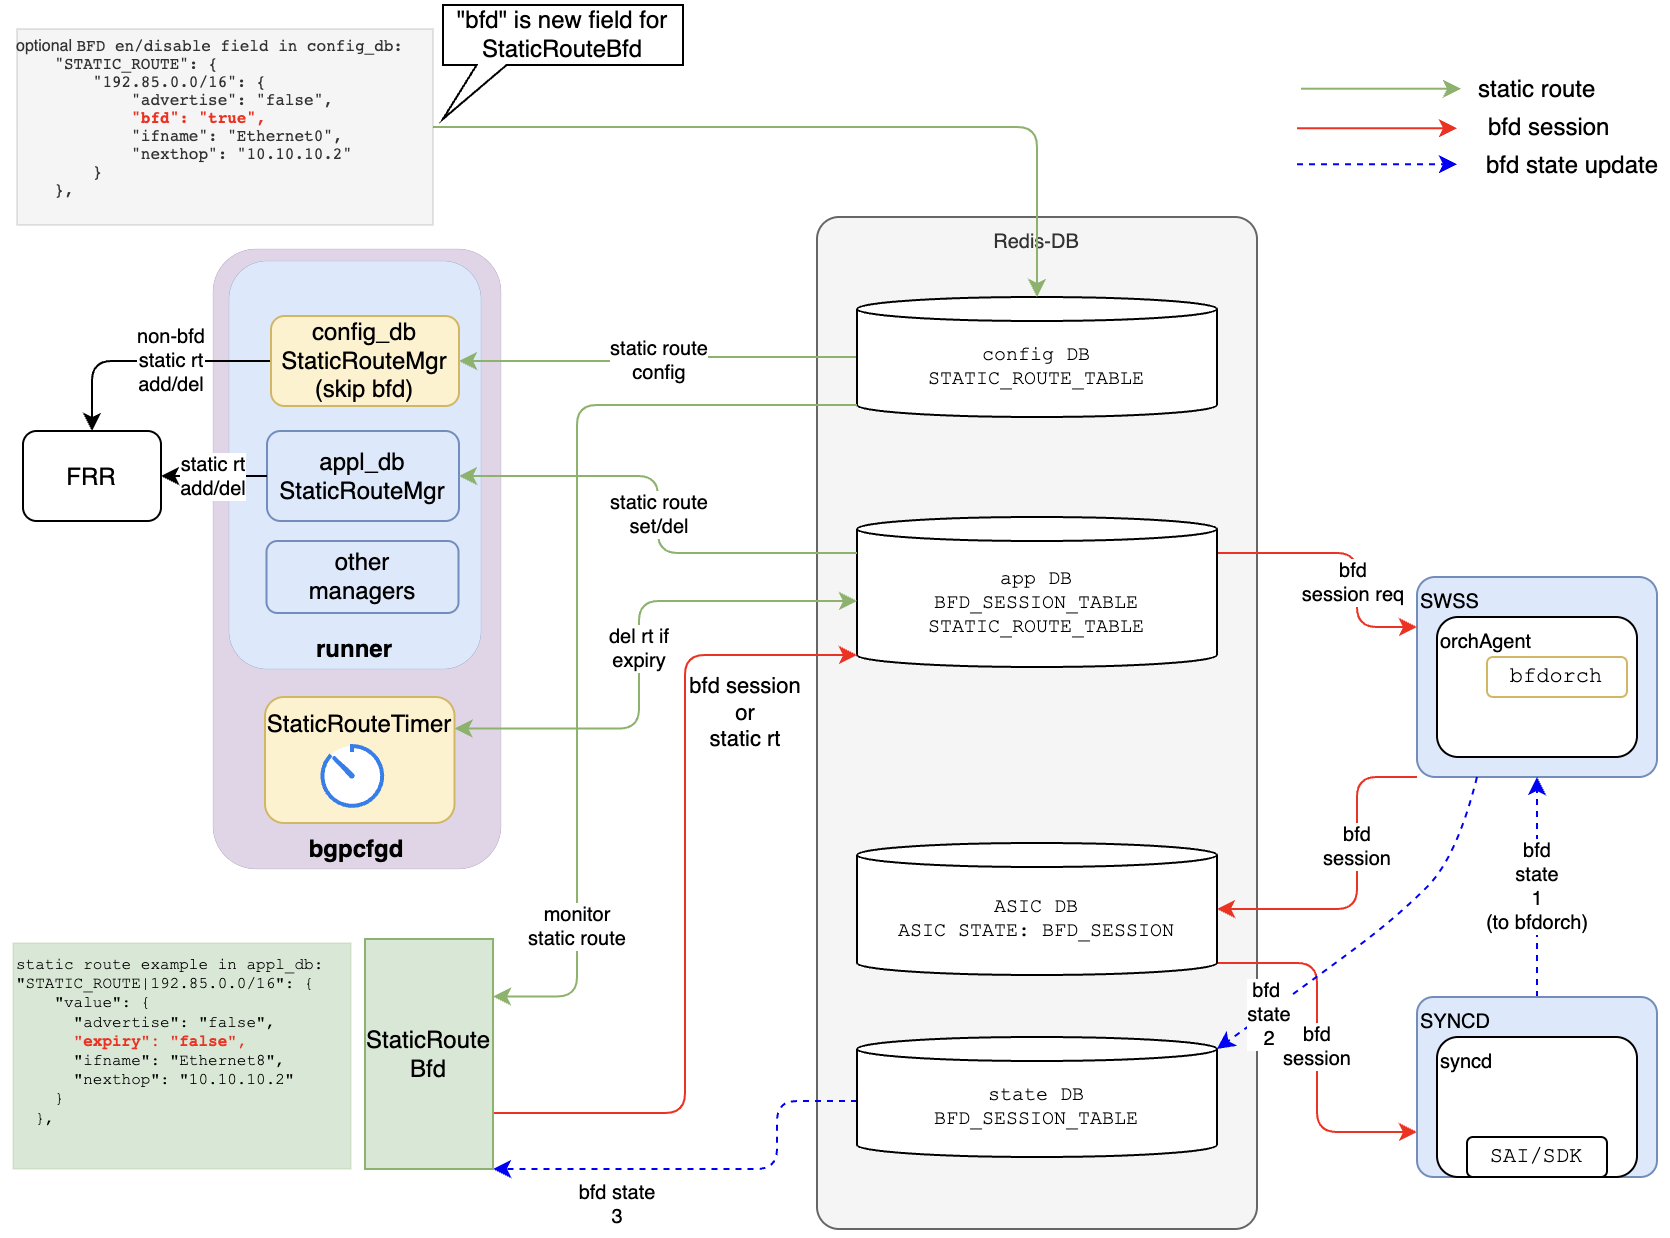 "bfd" is new field for
StaticRouteBfd
optional BFD en/disable field in config_db:
"STATIC_ROUTE": {
"192.85.0.0/16": {
"advertise": "false",
"bfd": "true",
"ifname": "Ethernet0",
"nexthop": "10.10.10.2"
}
},
static route
bfd session
bfd state update
Redis-DB
config DB
STATIC_ROUTE_TABLE
static route
config
config_db
StaticRouteMgr
(skip bfd)
non-bfd
static rt
add/del
FRR
static rt
add/del
appl_db
StaticRouteMgr
static route
set/del
other
managers
runner
app DB
BFD_SESSION_TABLE
STATIC_ROUTE_TABLE
bfd
session req
SWSS
orchAgent
bfdorch
del rt if
expiry
bfd session
or
static rt
StaticRouteTimer
bgpcfgd
bfd
session
bfd
state
1
(to bfdorch)
ASIC DB
ASIC STATE: BFD_SESSION
monitor
static route
static route example in appl_db:
"STATIC_ROUTE|192.85.0.0/16": {
"value": {
"advertise": "false",
"expiry": "false",
"ifname": "Ethernet8",
"nexthop": "10.10.10.2"
}
},
StaticRoute
Bfd
bfd
state
2
bfd
session
SYNCD
syncd
SAI/SDK
state DB
BFD_SESSION_TABLE
bfd state
3